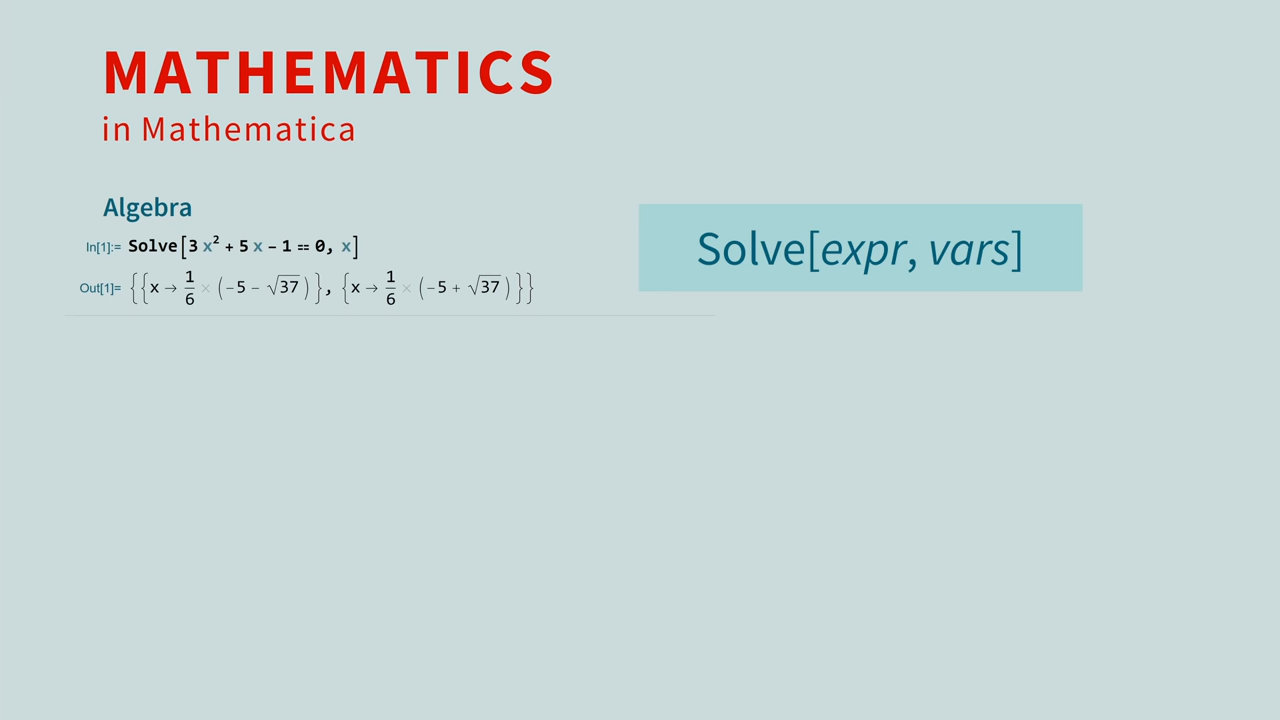 MATHEMATICS
in Mathematica
Algebra
In[1]:= Solve[3 x² + 5 x – 1 == 0, x]
Out[1]= {{x → 1/6 × (–5 – √37)}, {x → 1/6 × (–5 + √37)}}
Solve[expr, vars]